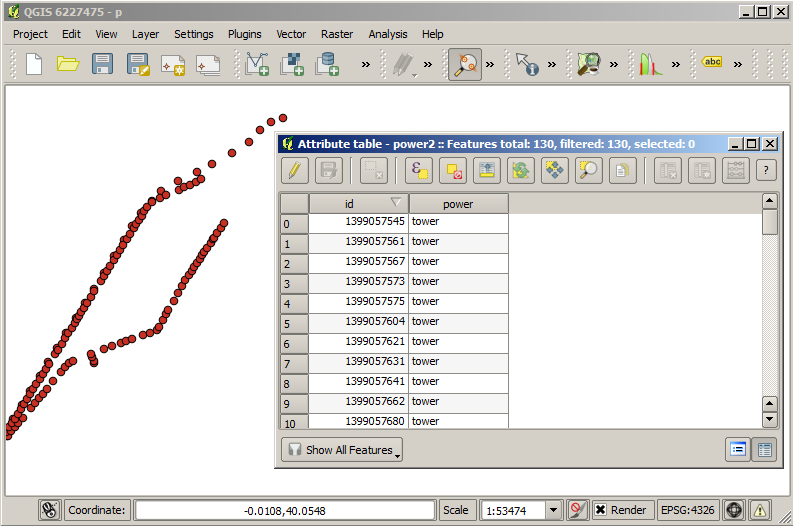 QGIS 6227475 - p
Project Edit View Layer Settings Plugins Vector Raster Analysis Help
» » » » » abc »
Attribute table - power2 :: Features total: 130, filtered: 130, selected: 0
ε ?
id power
0 1399057545 tower
1 1399057561 tower
2 1399057567 tower
3 1399057573 tower
4 1399057575 tower
5 1399057604 tower
6 1399057621 tower
7 1399057631 tower
8 1399057641 tower
9 1399057662 tower
10 1399057680 tower
Show All Features
Coordinate: -0.0108,40.0548 Scale 1:53474 Render EPSG:4326